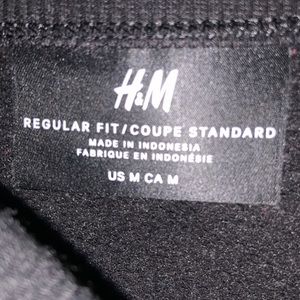 H&M
REGULAR FIT/COUPE STANDARD
MADE IN INDONESIA
FABRIQUE EN INDONÉSIE
US M CA M